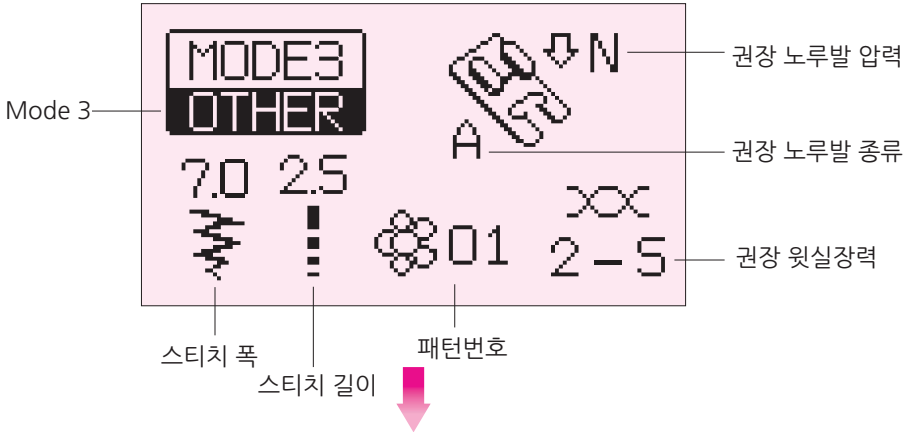 MODE3
OTHER
N
권장 노루발 압력
Mode 3
A
권장 노루발 종류
7.0 2.5
01
2-S
권장 윗실장력
스티치 폭
패턴번호
스티치 길이